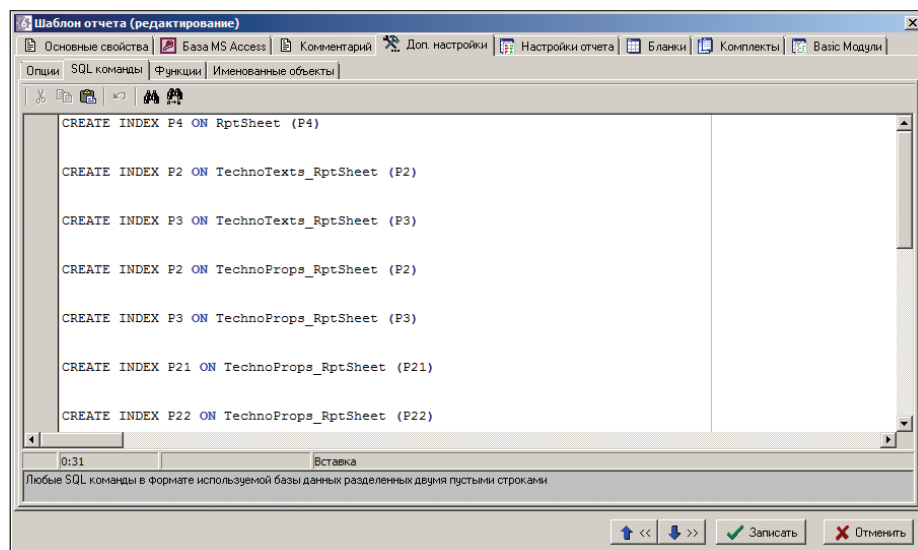 Шаблон отчета (редактирование)
Основные свойства База MS Access Комментарий Доп. настройки Настройки отчета Бланки Комплекты Basic Модули
Опции SQL команды Функции Именованные объекты
CREATE INDEX P4 ON RptSheet (P4)
CREATE INDEX P2 ON TechnoTexts_RptSheet (P2)
CREATE INDEX P3 ON TechnoTexts_RptSheet (P3)
CREATE INDEX P2 ON TechnoProps_RptSheet (P2)
CREATE INDEX P3 ON TechnoProps_RptSheet (P3)
CREATE INDEX P21 ON TechnoProps_RptSheet (P21)
CREATE INDEX P22 ON TechnoProps_RptSheet (P22)
0:31 Вставка
Любые SQL команды в формате используемой базы данных разделенных двумя пустыми строками
<< >> Записать Отменить